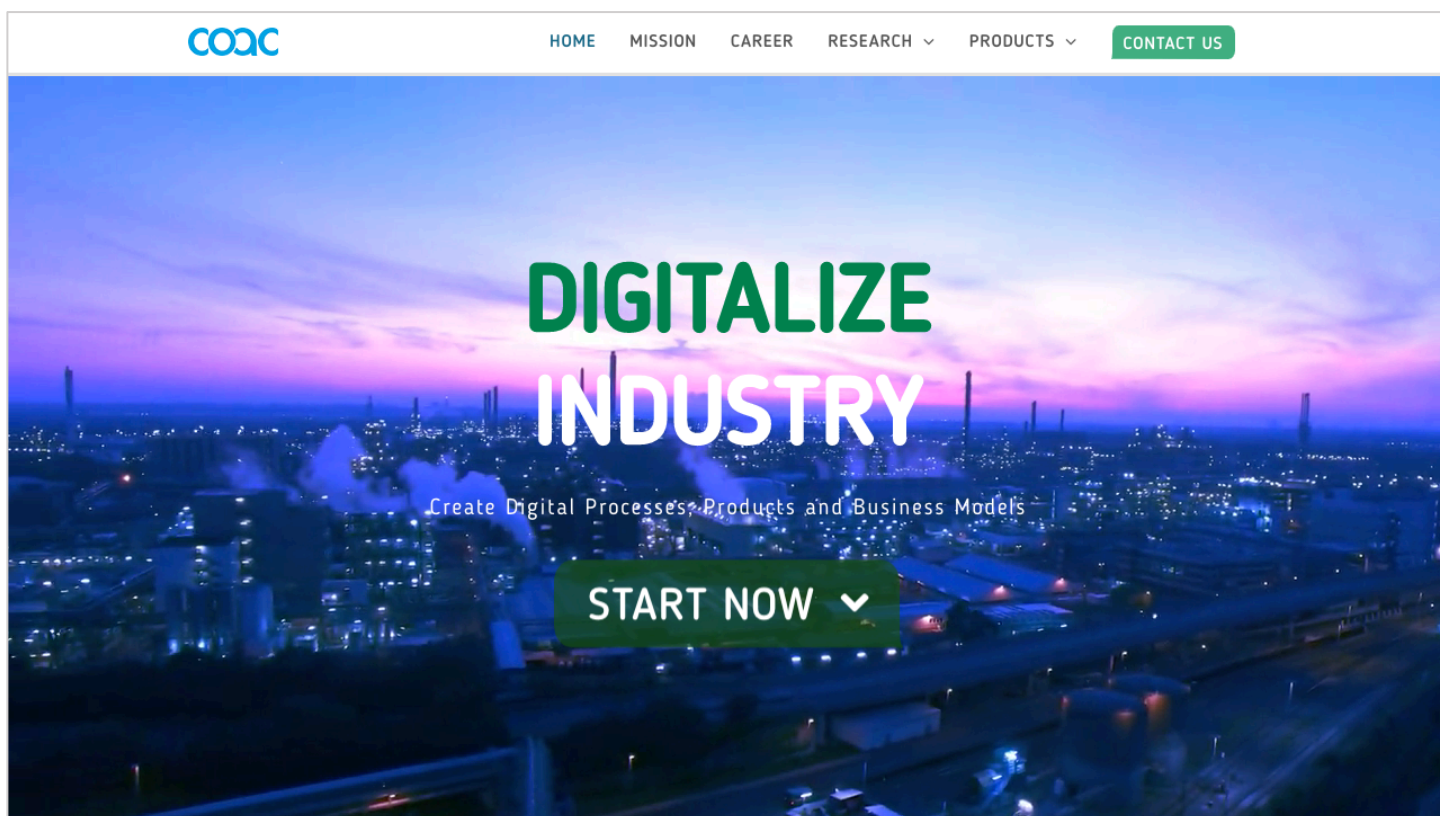 coac
HOME MISSION CAREER RESEARCH PRODUCTS CONTACT US
DIGITALIZE
INDUSTRY
Create Digital Processes, Products and Business Models
START NOW